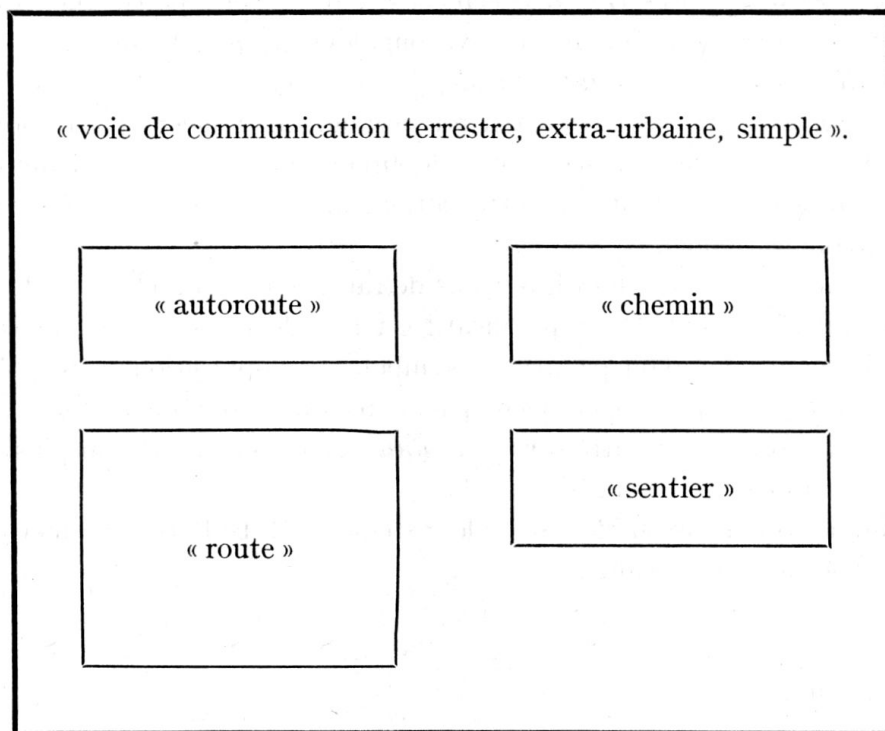 « voie de communication terrestre, extra-urbaine, simple ».
« autoroute »
« chemin »
« sentier »
« route »